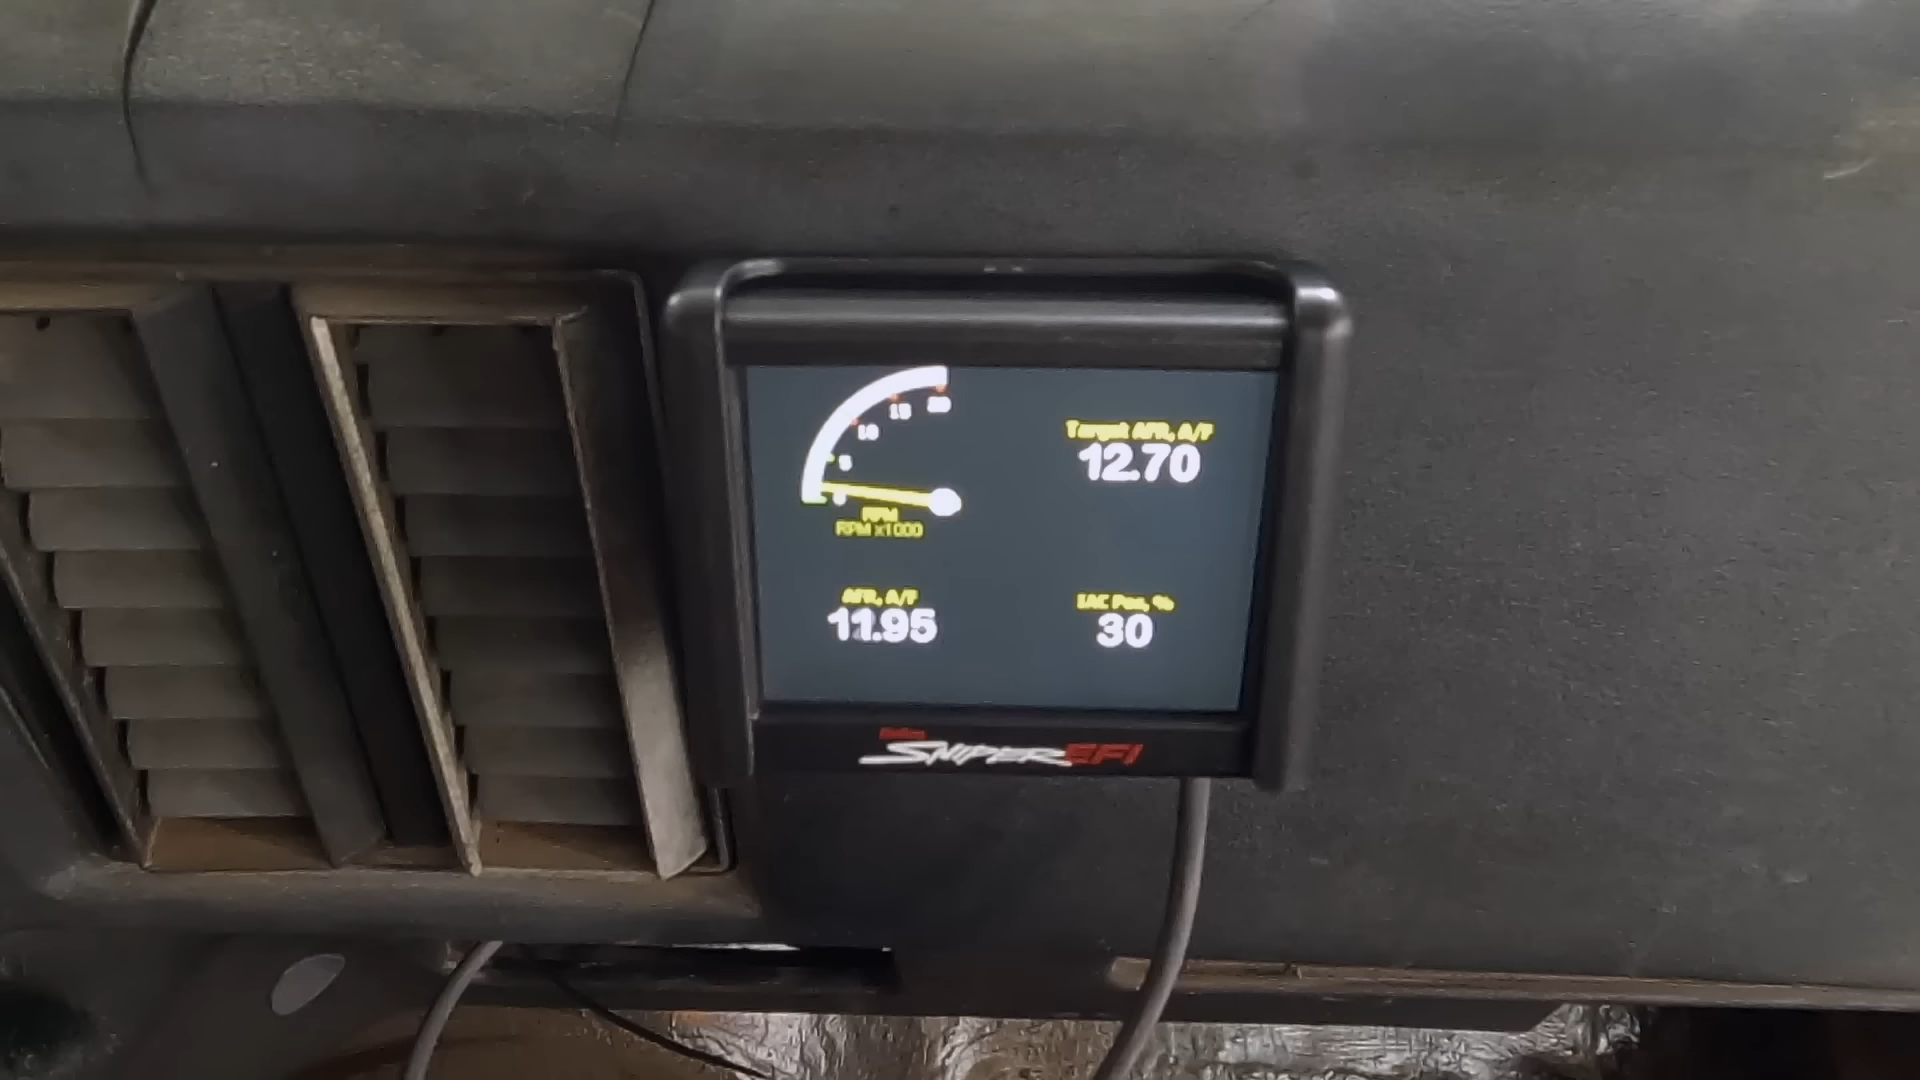 20
15
10
5
0
RPM
RPM x1000
Target AFR, A/F
12.70
AFR, A/F
11.95
IAC Pos, %
30
Holley
SNIPER EFI